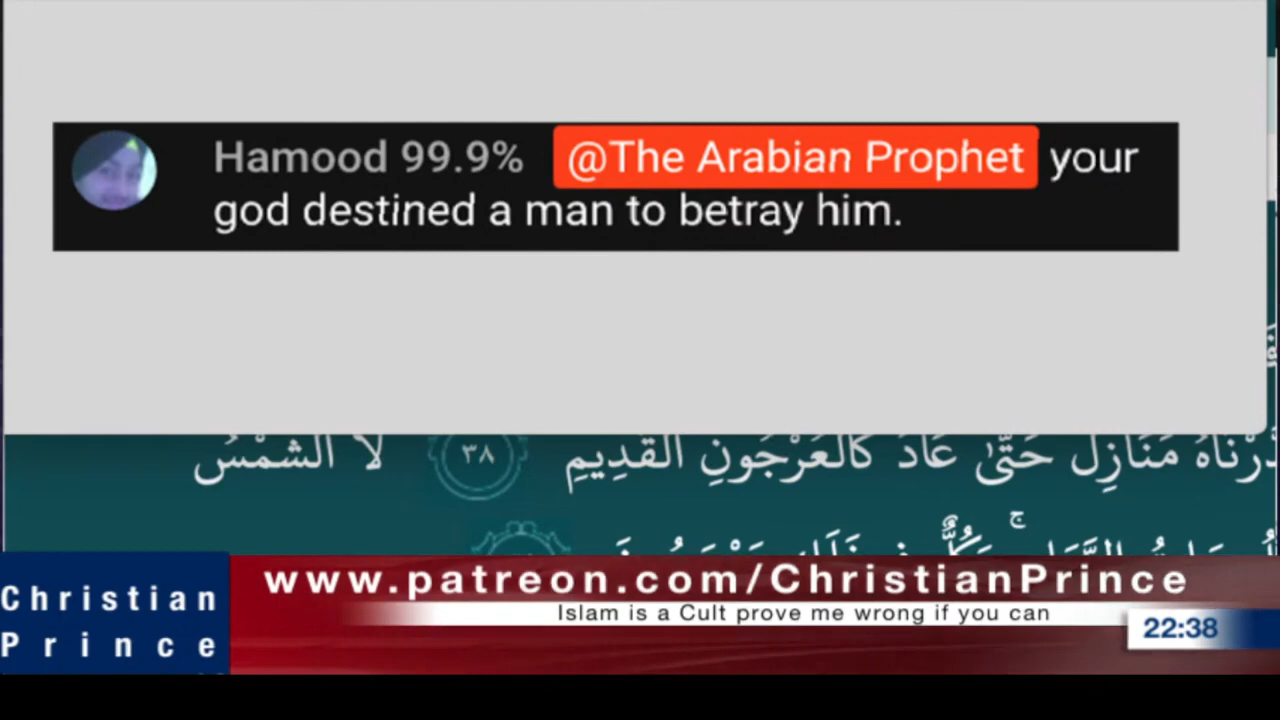 Hamood 99.9% @The Arabian Prophet your
god destined a man to betray him.
مَنَازِلَ حَتَّىٰ عَادَ كَالْعُرْجُونِ الْقَدِيمِ ٣٨ لَا الشَّمْسُ
www.patreon.com/ChristianPrince
Islam is a Cult prove me wrong if you can
Christian
Prince
22:38